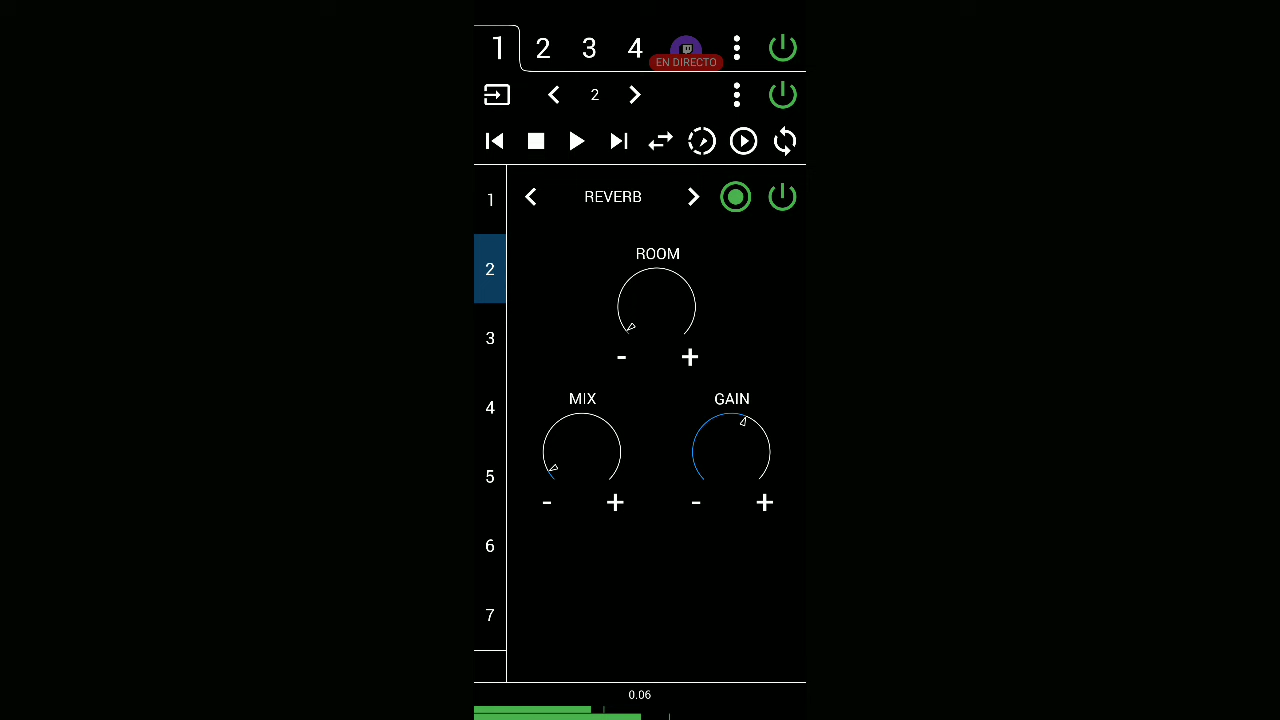 1 2 3 4
EN DIRECTO
2
REVERB
1
2
3
4
5
6
7
ROOM
- +
MIX GAIN
- + - +
0.06